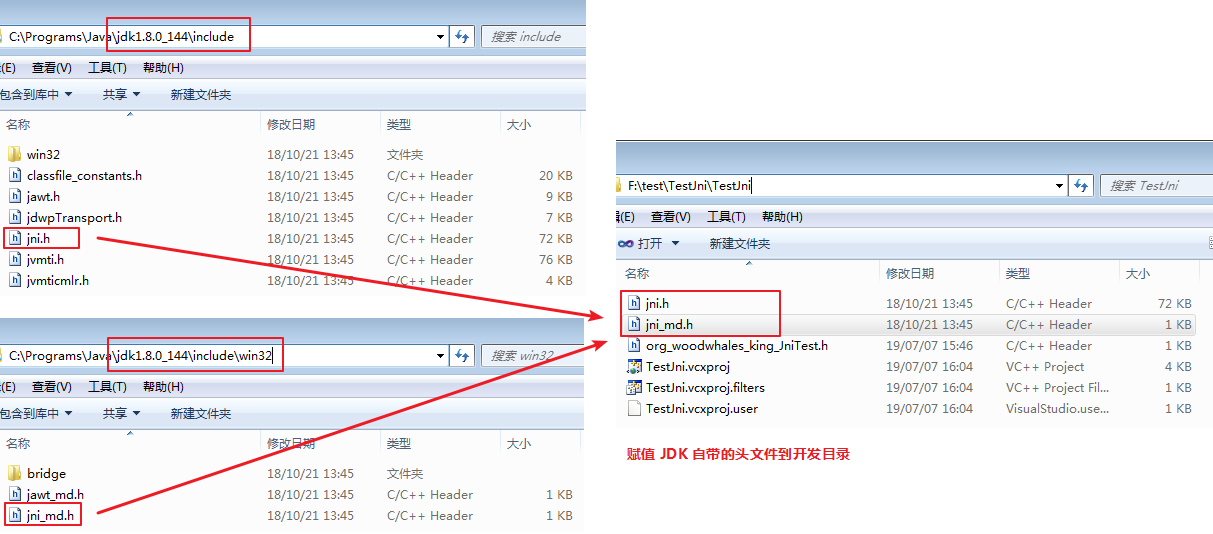 C:\Programs\Java\jdk1.8.0_144\include
搜索 include
(E) 查看(V) 工具(T) 帮助(H)
包含到库中 共享 新建文件夹
名称 修改日期 类型 大小
win32 18/10/21 13:45 文件夹
classfile_constants.h 18/10/21 13:45 C/C++ Header 20 KB
jawt.h 18/10/21 13:45 C/C++ Header 9 KB
jdwpTransport.h 18/10/21 13:45 C/C++ Header 7 KB
jni.h 18/10/21 13:45 C/C++ Header 72 KB
jvmti.h 18/10/21 13:45 C/C++ Header 76 KB
jvmticmlr.h 18/10/21 13:45 C/C++ Header 4 KB
C:\Programs\Java\jdk1.8.0_144\include\win32
搜索 win32
(E) 查看(V) 工具(T) 帮助(H)
包含到库中 共享 新建文件夹
名称 修改日期 类型 大小
bridge 18/10/21 13:45 文件夹
jawt_md.h 18/10/21 13:45 C/C++ Header 1 KB
jni_md.h 18/10/21 13:45 C/C++ Header 1 KB
F:\test\TestJni\TestJni
搜索 TestJni
(E) 查看(V) 工具(T) 帮助(H)
打开 新建文件夹
名称 修改日期 类型 大小
jni.h 18/10/21 13:45 C/C++ Header 72 KB
jni_md.h 18/10/21 13:45 C/C++ Header 1 KB
org_woodwhales_king_JniTest.h 19/07/07 15:46 C/C++ Header 1 KB
TestJni.vcxproj 19/07/07 16:04 VC++ Project 4 KB
TestJni.vcxproj.filters 19/07/07 16:04 VC++ Project Fil... 1 KB
TestJni.vcxproj.user 19/07/07 16:04 VisualStudio.use... 1 KB
赋值 JDK 自带的头文件到开发目录